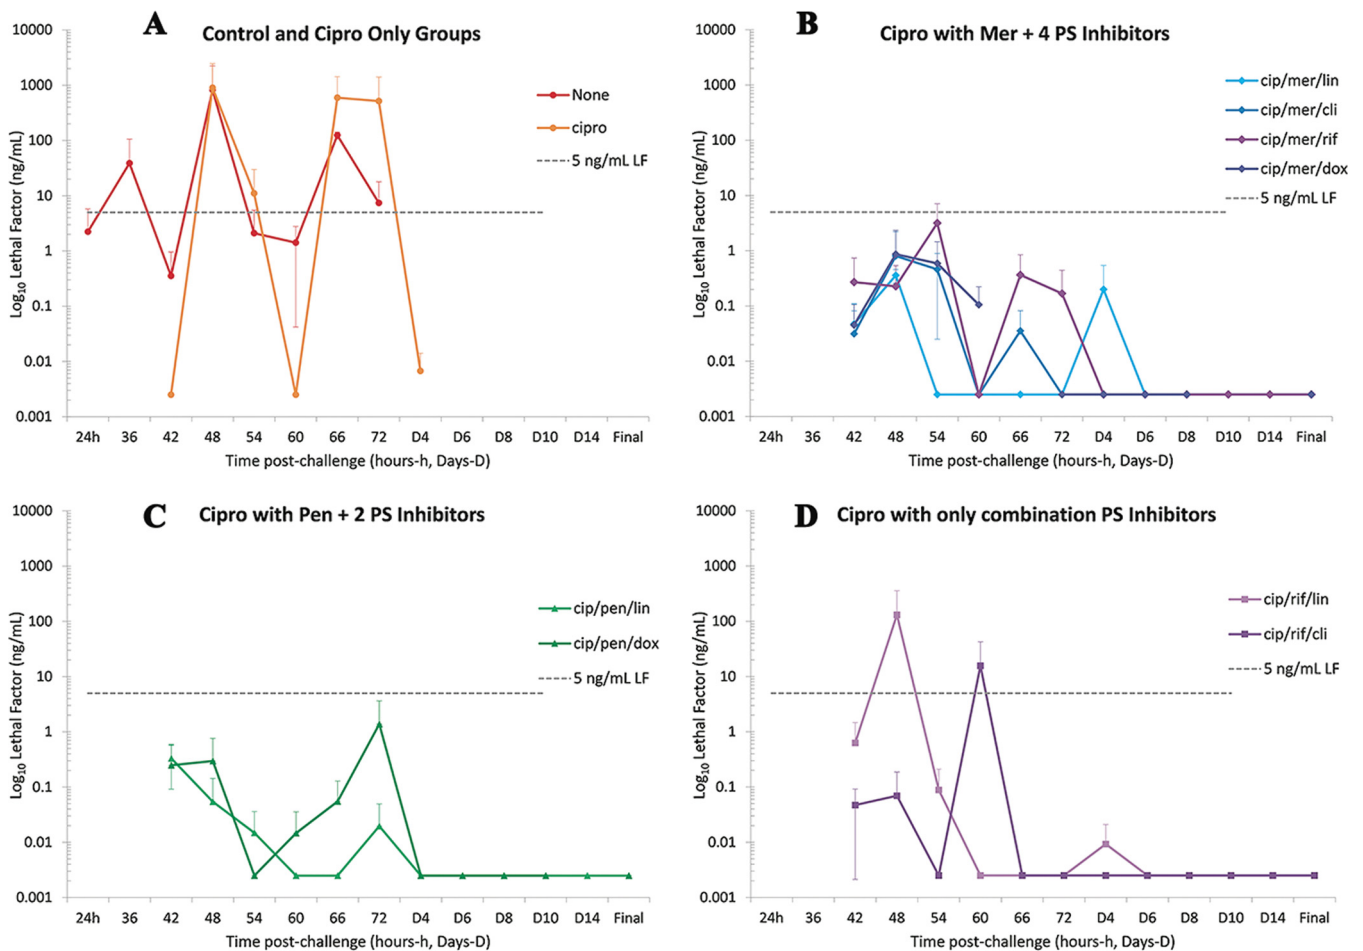 A Control and Cipro Only Groups
10000
1000
100
10
1
0.1
0.01
0.001
Log10 Lethal Factor (ng/mL)
None
cipro
5 ng/mL LF
24h 36 42 48 54 60 66 72 D4 D6 D8 D10 D14 Final
Time post-challenge (hours-h, Days-D)
B Cipro with Mer + 4 PS Inhibitors
10000
1000
100
10
1
0.1
0.01
0.001
Log10 Lethal Factor (ng/mL)
cip/mer/lin
cip/mer/cli
cip/mer/rif
cip/mer/dox
5 ng/mL LF
24h 36 42 48 54 60 66 72 D4 D6 D8 D10 D14 Final
Time post-challenge (hours-h, Days-D)
C Cipro with Pen + 2 PS Inhibitors
10000
1000
100
10
1
0.1
0.01
0.001
Log10 Lethal Factor (ng/mL)
cip/pen/lin
cip/pen/dox
5 ng/mL LF
24h 36 42 48 54 60 66 72 D4 D6 D8 D10 D14 Final
Time post-challenge (hours-h, Days-D)
D Cipro with only combination PS Inhibitors
10000
1000
100
10
1
0.1
0.01
0.001
Log10 Lethal Factor (ng/mL)
cip/rif/lin
cip/rif/cli
5 ng/mL LF
24h 36 42 48 54 60 66 72 D4 D6 D8 D10 D14 Final
Time post-challenge (hours-h, Days-D)